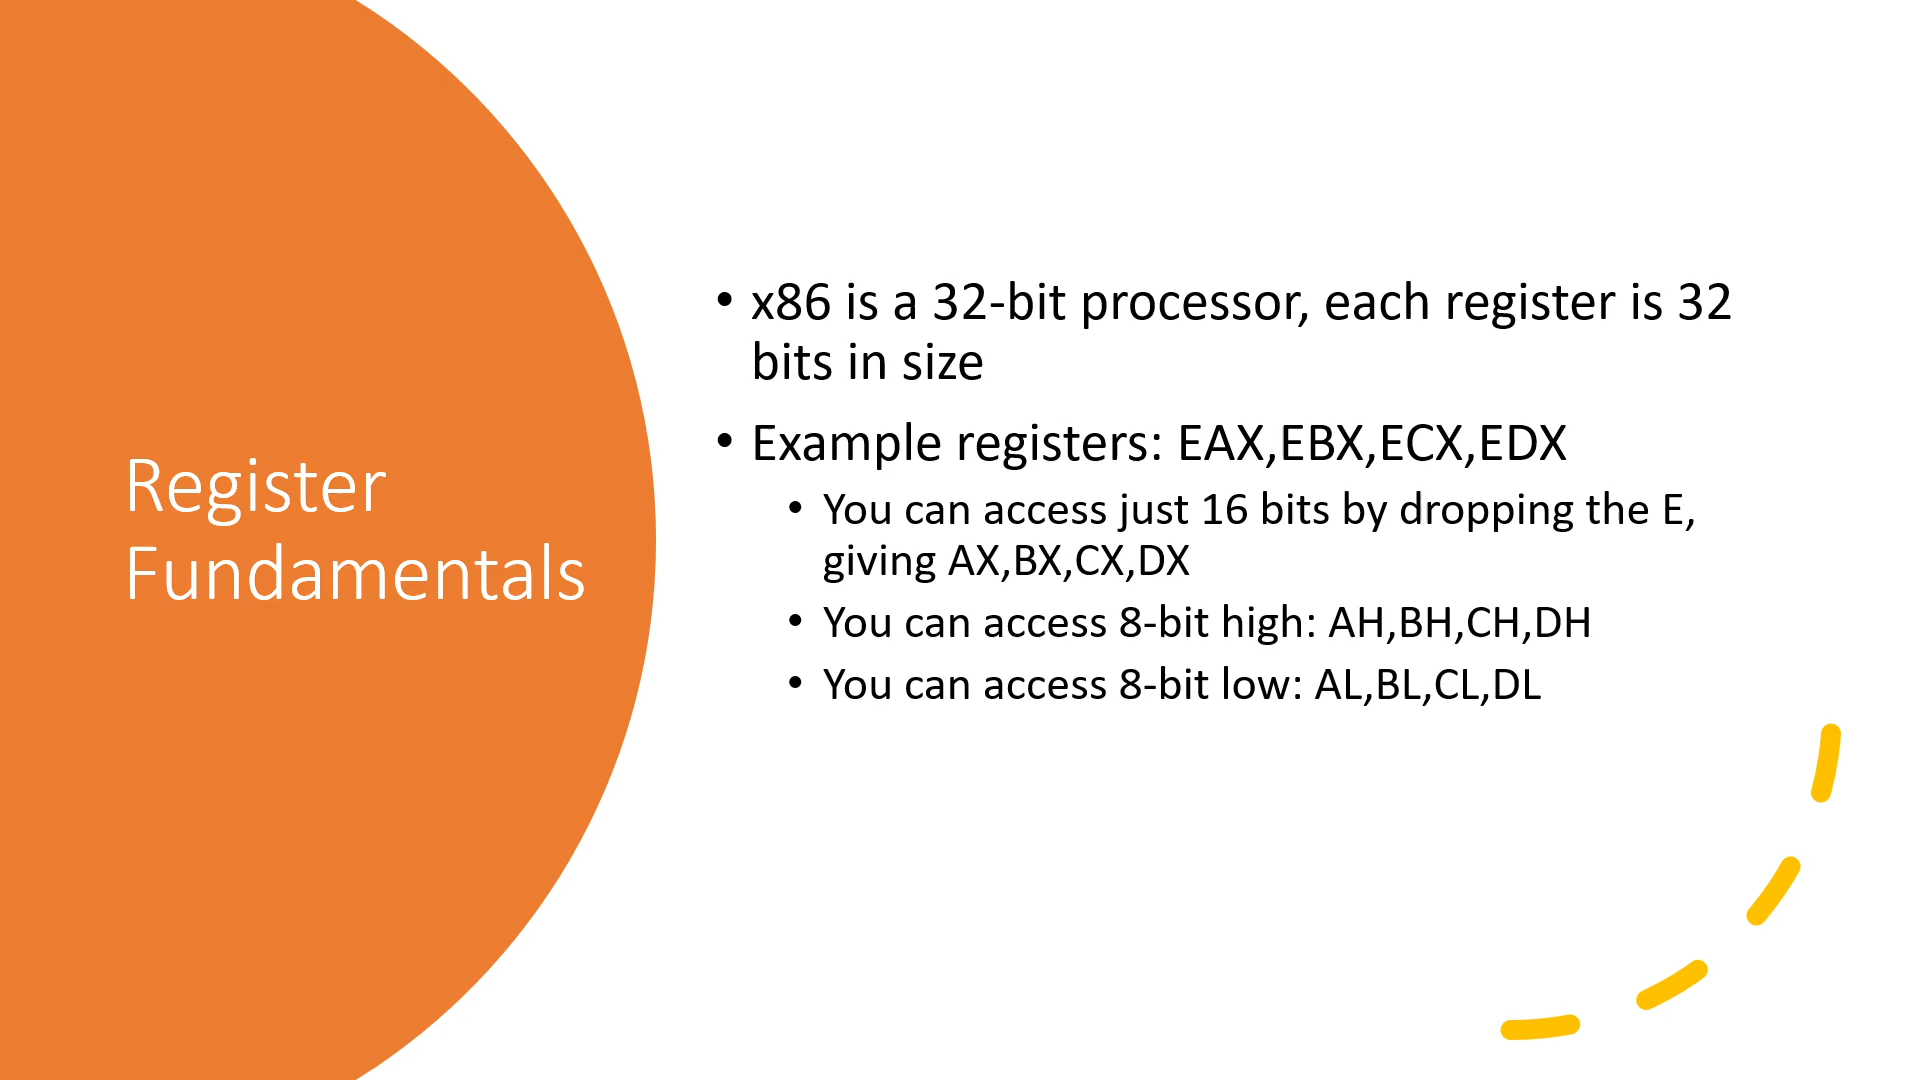 Register
Fundamentals
• x86 is a 32-bit processor, each register is 32
bits in size
• Example registers: EAX,EBX,ECX,EDX
• You can access just 16 bits by dropping the E,
giving AX,BX,CX,DX
• You can access 8-bit high: AH,BH,CH,DH
• You can access 8-bit low: AL,BL,CL,DL